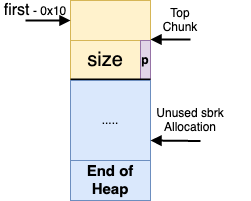 first - 0x10
Top
Chunk
size
p
.....
Unused sbrk
Allocation
End of
Heap